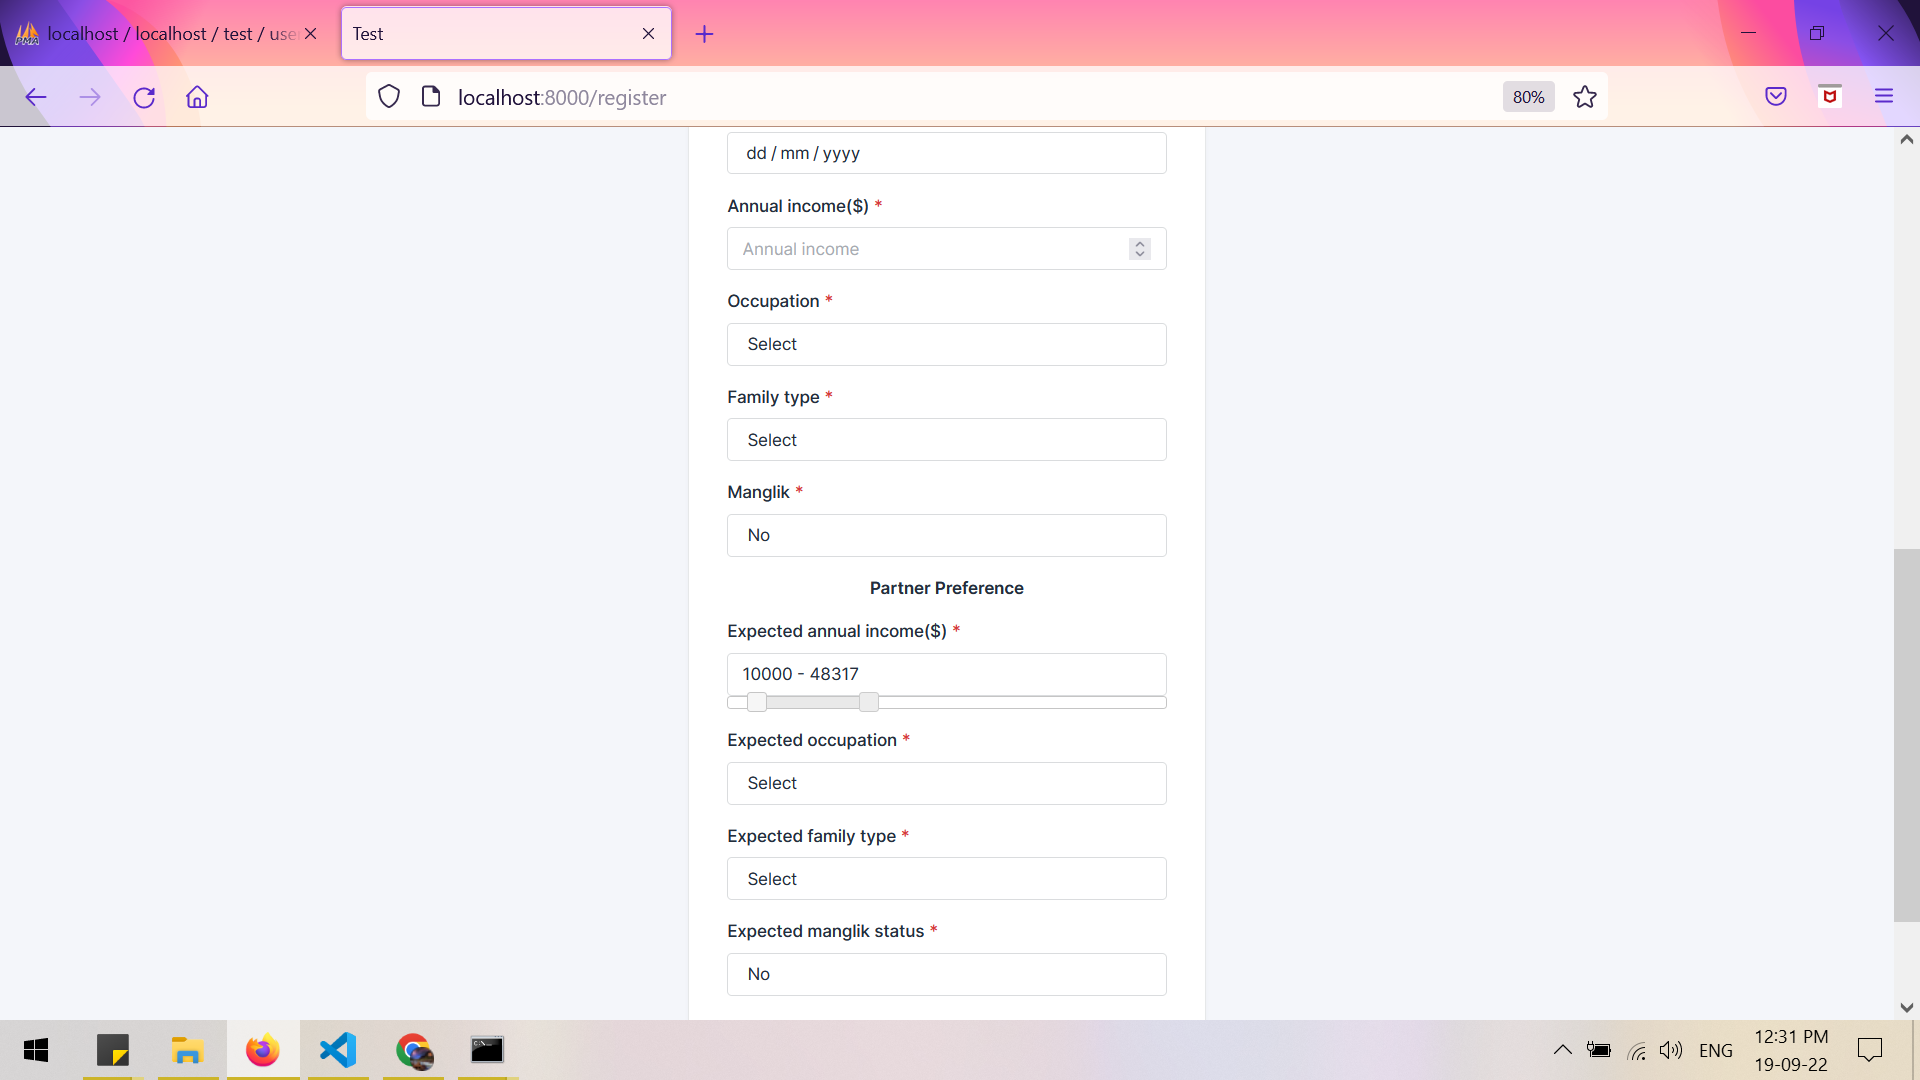 localhost / localhost / test / use
Test
localhost:8000/register
80%
dd / mm / yyyy
Annual income($) *
Annual income
Occupation *
Select
Family type *
Select
Manglik *
No
Partner Preference
Expected annual income($) *
10000 - 48317
Expected occupation *
Select
Expected family type *
Select
Expected manglik status *
No
ENG
12:31 PM
19-09-22